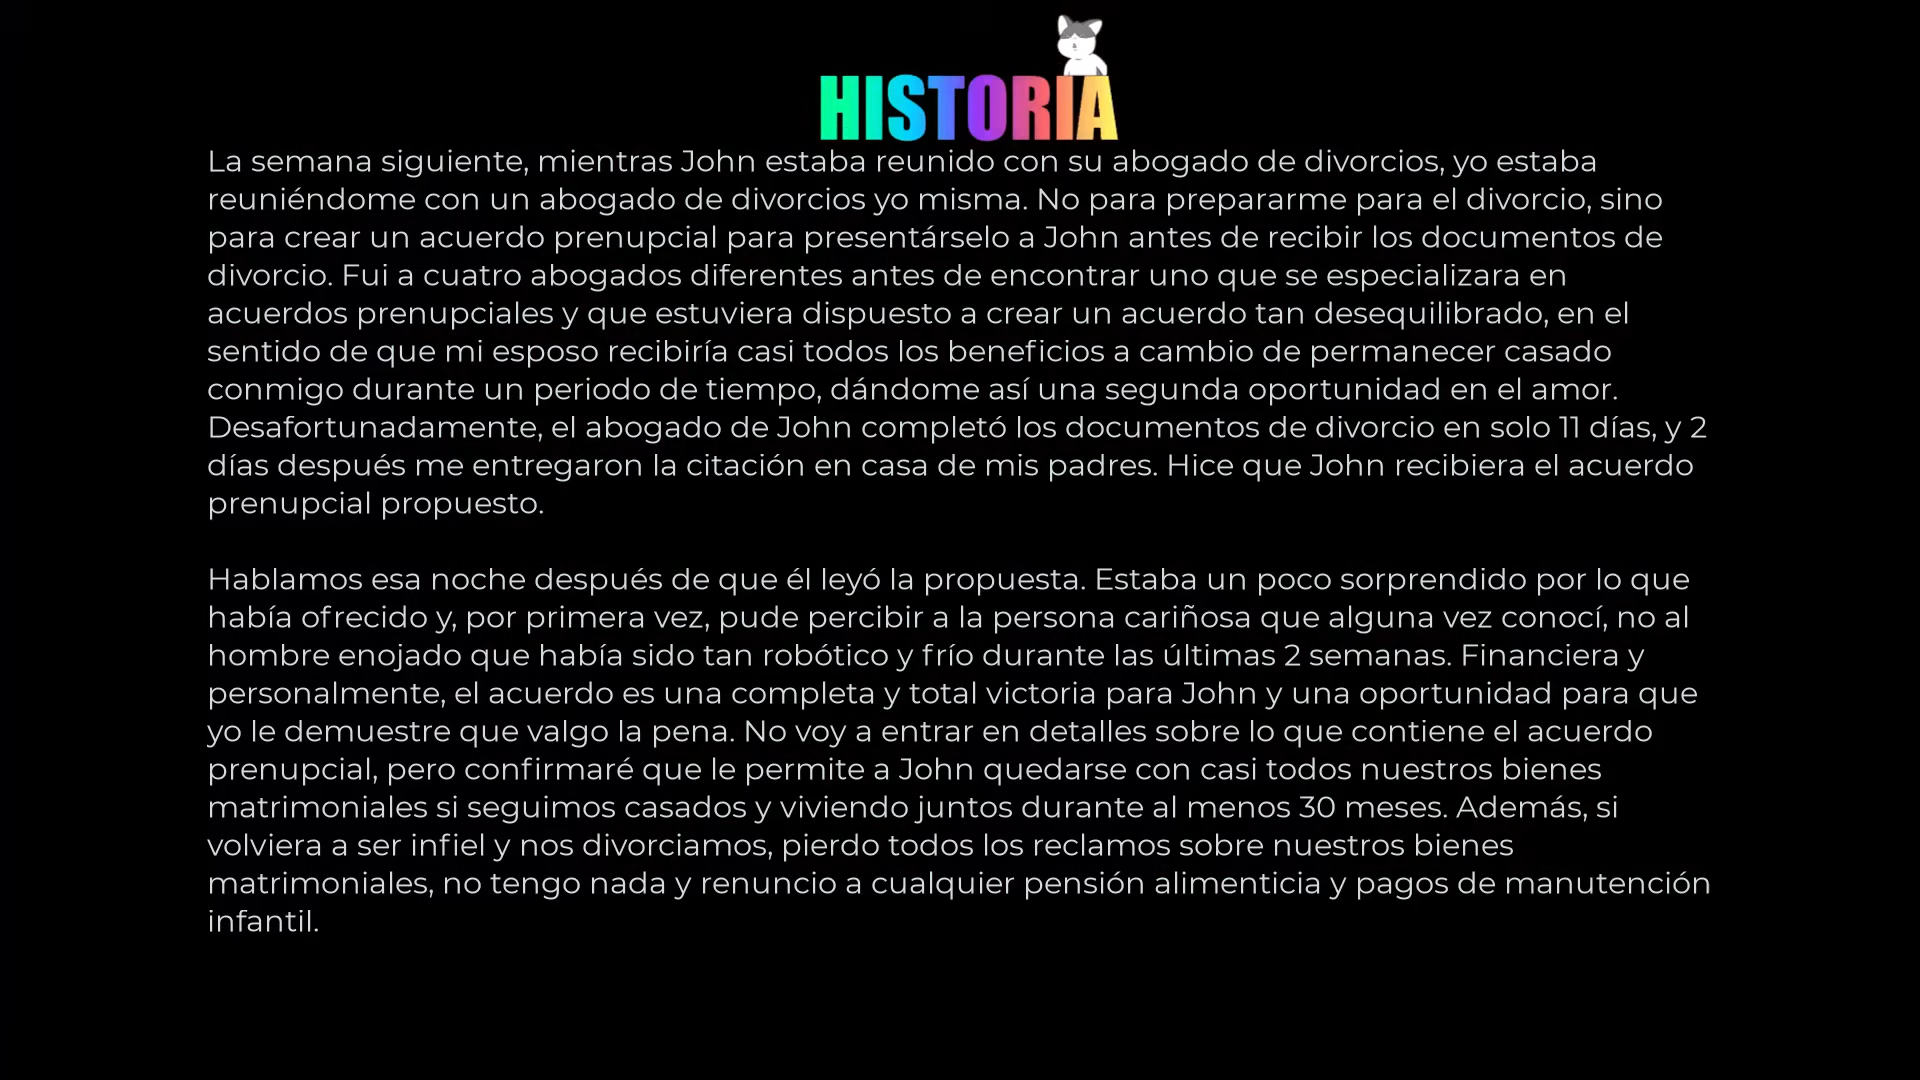 HISTORIA
La semana siguiente, mientras John estaba reunido con su abogado de divorcios, yo estaba
reuniéndome con un abogado de divorcios yo misma. No para prepararme para el divorcio, sino
para crear un acuerdo prenupcial para presentárselo a John antes de recibir los documentos de
divorcio. Fui a cuatro abogados diferentes antes de encontrar uno que se especializara en
acuerdos prenupciales y que estuviera dispuesto a crear un acuerdo tan desequilibrado, en el
sentido de que mi esposo recibiría casi todos los beneficios a cambio de permanecer casado
conmigo durante un periodo de tiempo, dándome así una segunda oportunidad en el amor.
Desafortunadamente, el abogado de John completó los documentos de divorcio en solo 11 días, y 2
días después me entregaron la citación en casa de mis padres. Hice que John recibiera el acuerdo
prenupcial propuesto.
Hablamos esa noche después de que él leyó la propuesta. Estaba un poco sorprendido por lo que
había ofrecido y, por primera vez, pude percibir a la persona cariñosa que alguna vez conocí, no al
hombre enojado que había sido tan robótico y frío durante las últimas 2 semanas. Financiera y
personalmente, el acuerdo es una completa y total victoria para John y una oportunidad para que
yo le demuestre que valgo la pena. No voy a entrar en detalles sobre lo que contiene el acuerdo
prenupcial, pero confirmaré que le permite a John quedarse con casi todos nuestros bienes
matrimoniales si seguimos casados y viviendo juntos durante al menos 30 meses. Además, si
volviera a ser infiel y nos divorciamos, pierdo todos los reclamos sobre nuestros bienes
matrimoniales, no tengo nada y renuncio a cualquier pensión alimenticia y pagos de manutención
infantil.